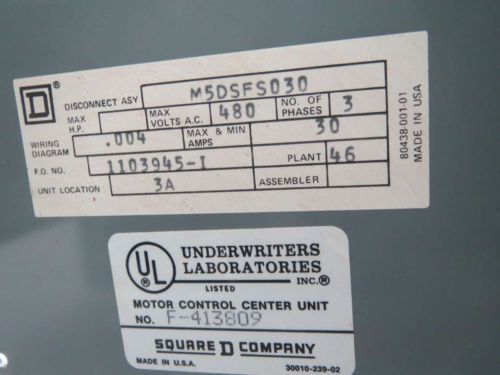 D ®
DISCONNECT ASY M5DSFS030
MAX H.P. MAX VOLTS A.C. 480 NO. OF PHASES 3
WIRING DIAGRAM .004 MAX & MIN AMPS 30
F.O. NO. 1103945-I PLANT 46
UNIT LOCATION 3A ASSEMBLER
80438-001-01
MADE IN USA
UL ®
UNDERWRITERS
LABORATORIES
INC.®
LISTED
MOTOR CONTROL CENTER UNIT
NO. F-413809
SQUARE D COMPANY
MADE IN U.S.A. 30010-239-02